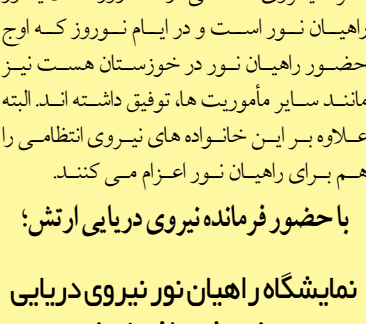 راهیان نور است و در ایام نوروز که اوج
حضور راهیان نور در خوزستان هست نیز
مانند سایر مأموریت ها، توفیق داشته اند. البته
علاوه بر این خانواده های نیروی انتظامی را
هم برای راهیان نور اعزام می کنند.
با حضور فرمانده نیروی دریایی ارتش؛
نمایشگاه راهیان نور نیروی دریایی